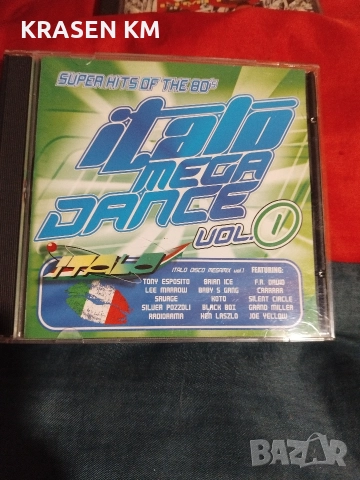 KRASEN KM
SUPER HITS OF THE 80's
italo
MEGA
DANCE
VOL. 1
ITALO
ITALO DISCO MEGAMIX vol.1 FEATURING:
TONY ESPOSITO BRIAN ICE F.R. DAVID
LEE MARROW BABY'S GANG CARRARA
SAVAGE KOTO SILENT CIRCLE
SILVER POZZOLI BLACK BOX GRAND MILLER
RADIORAMA KEN LASZLO JOE YELLOW
BAZAR